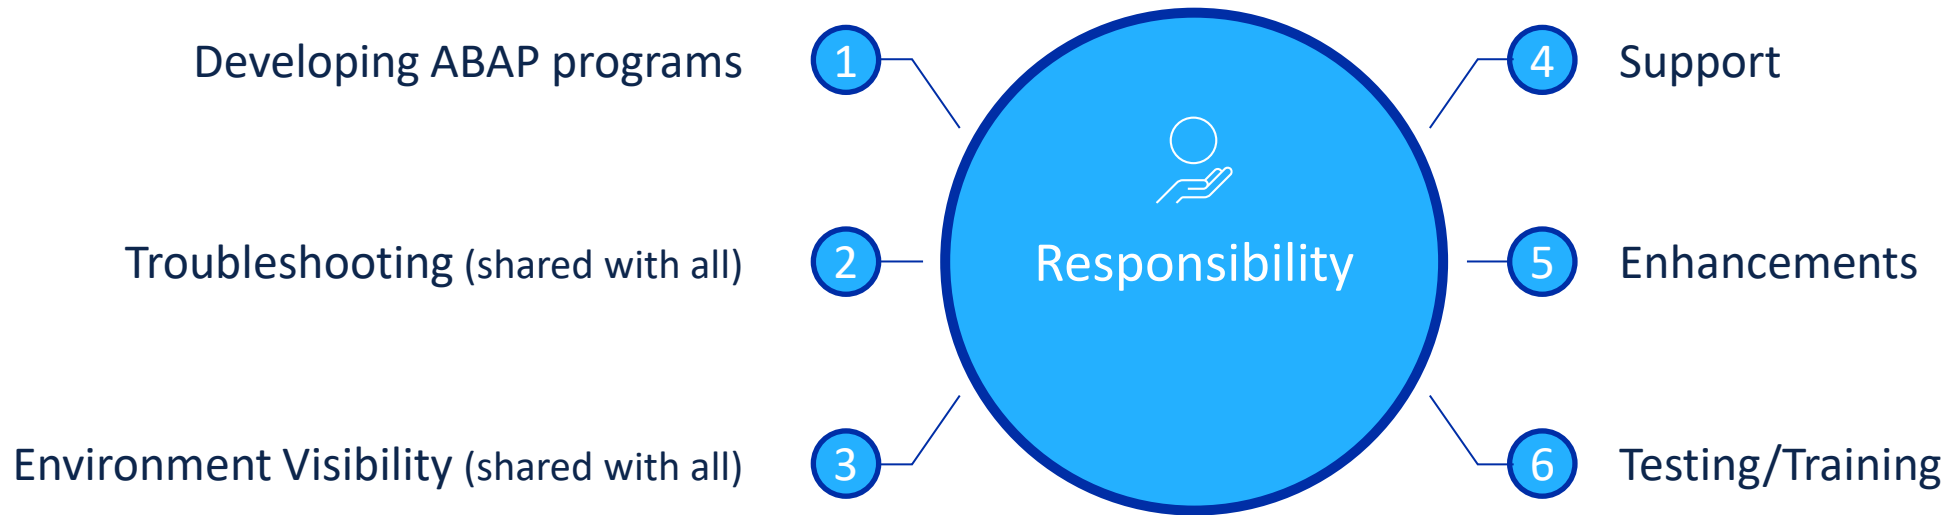 Developing ABAP programs
1
Troubleshooting (shared with all)
2
Environment Visibility (shared with all)
3
Responsibility
4
Support
5
Enhancements
6
Testing/Training